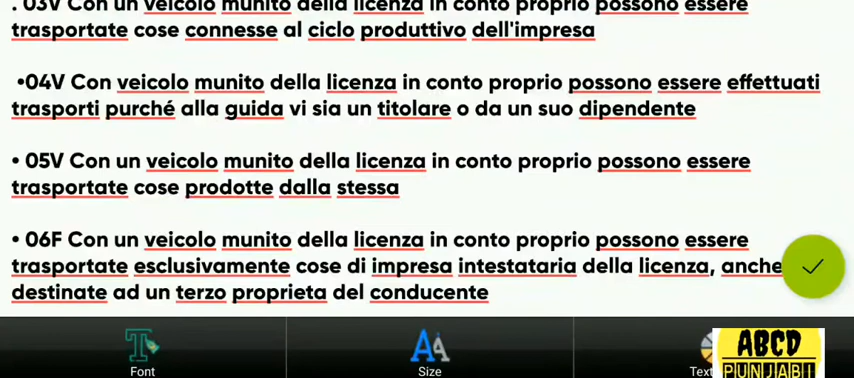 . 03V Con un veicolo munito della licenza in conto proprio possono essere
trasportate cose connesse al ciclo produttivo dell'impresa
•04V Con veicolo munito della licenza in conto proprio possono essere effettuati
trasporti purché alla guida vi sia un titolare o da un suo dipendente
• 05V Con un veicolo munito della licenza in conto proprio possono essere
trasportate cose prodotte dalla stessa
• 06F Con un veicolo munito della licenza in conto proprio possono essere
trasportate esclusivamente cose di impresa intestataria della licenza, anche
destinate ad un terzo proprieta del conducente
Font
Size
Text
ABCD
PUNJABI